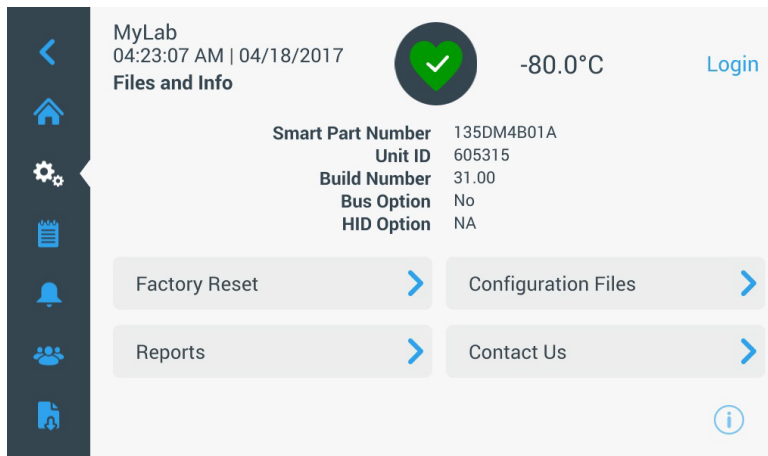 MyLab
04:23:07 AM | 04/18/2017
Files and Info
-80.0°C
Login
Smart Part Number 135DM4B01A
Unit ID 605315
Build Number 31.00
Bus Option No
HID Option NA
Factory Reset
Configuration Files
Reports
Contact Us